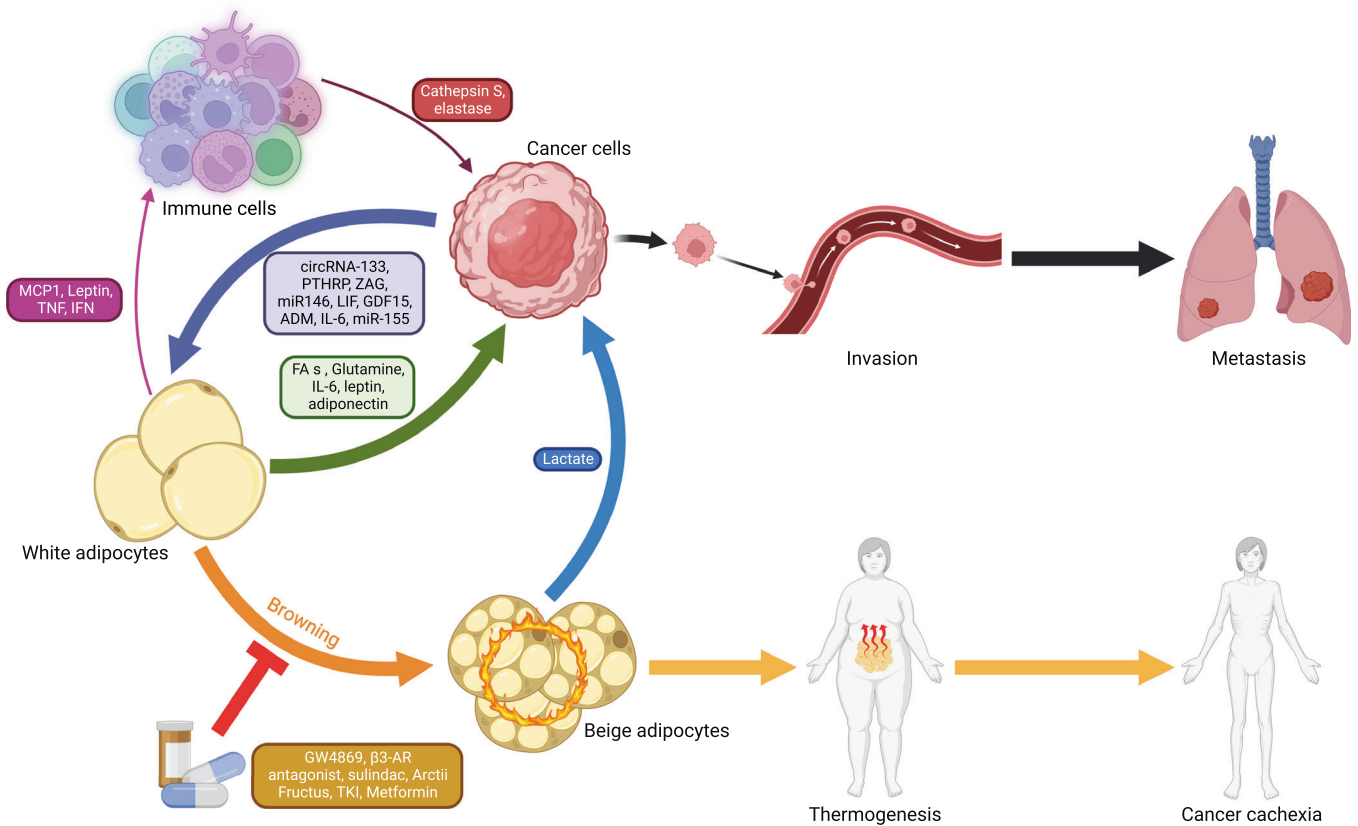 Cathepsin S,
elastase
Cancer cells
Immune cells
MCP1, Leptin,
TNF, IFN
circRNA-133,
PTHRP, ZAG,
miR146, LIF, GDF15,
ADM, IL-6, miR-155
Invasion
Metastasis
FA s , Glutamine,
IL-6, leptin,
adiponectin
Lactate
White adipocytes
Browning
Beige adipocytes
GW4869, β3-AR
antagonist, sulindac, Arctii
Fructus, TKI, Metformin
Thermogenesis
Cancer cachexia